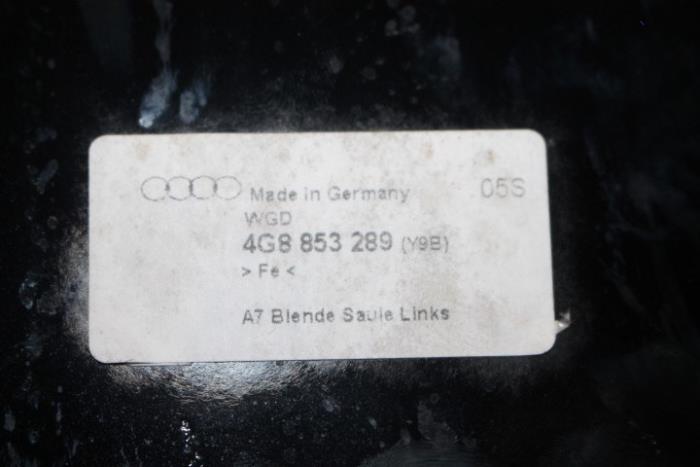 Made in Germany 05S
WGD
4G8 853 289 (Y9B)
> Fe <
A7 Blende Saule Links